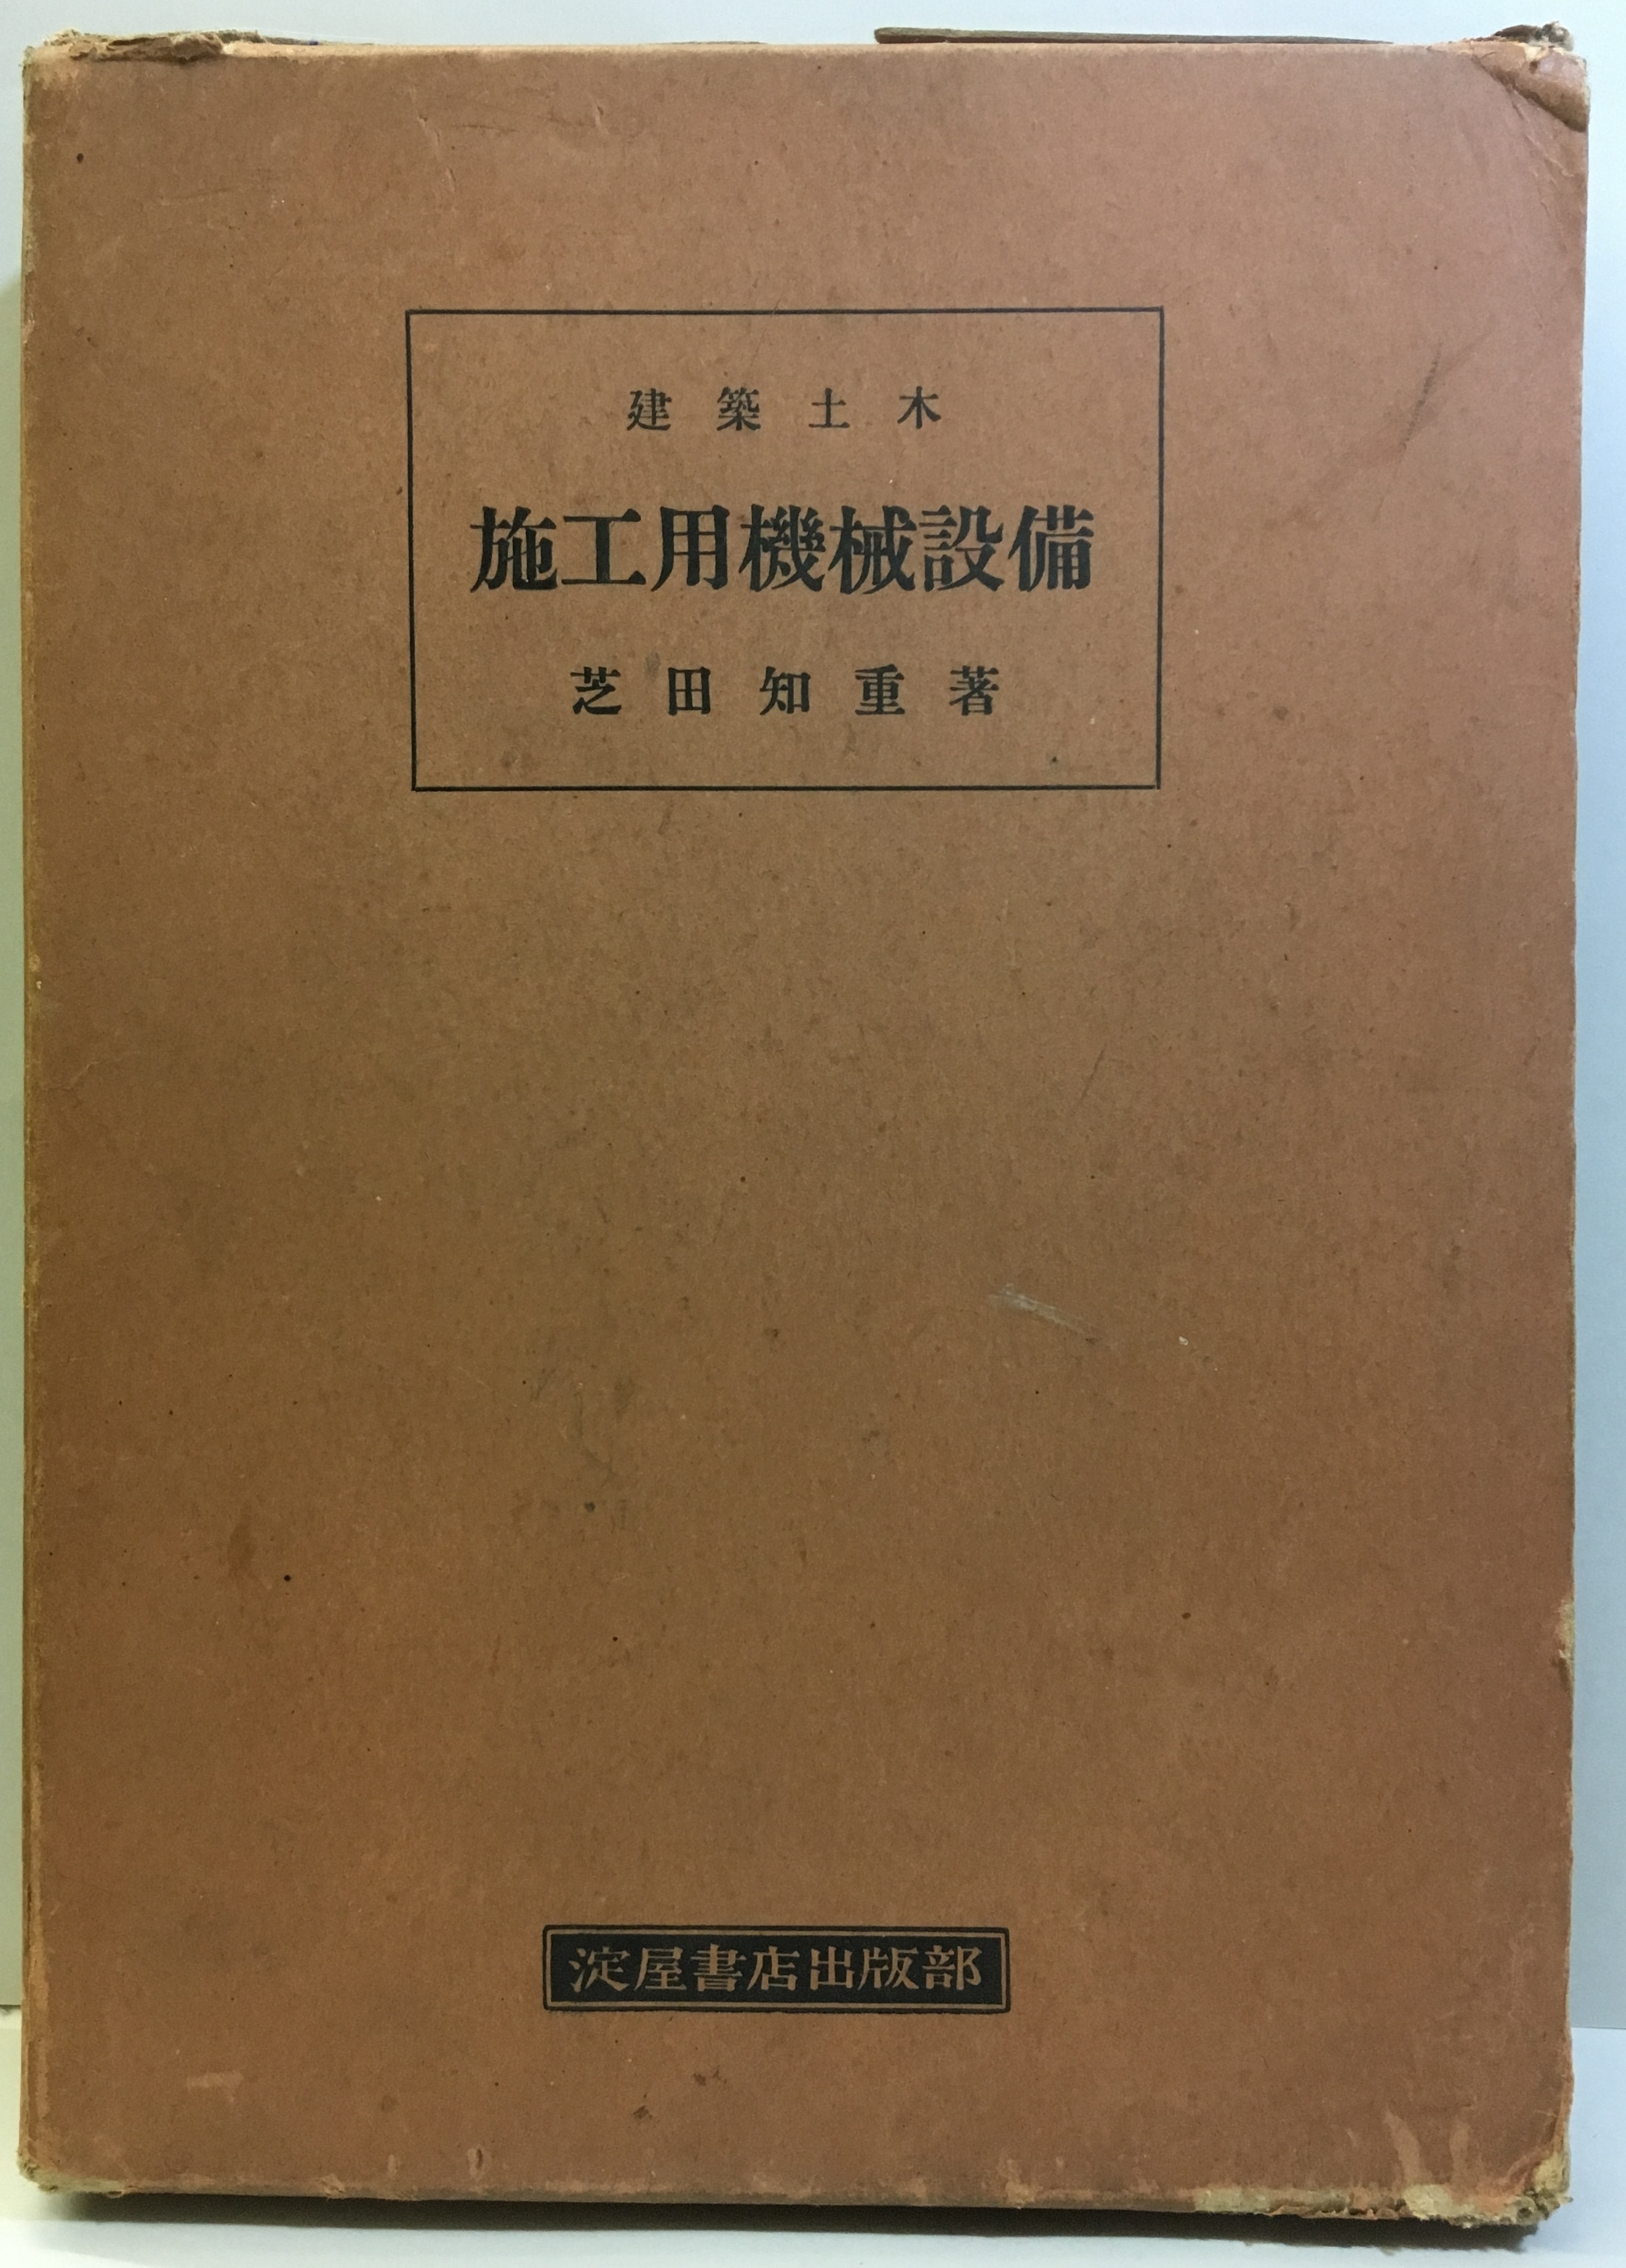 建築土木
施工用機械設備
芝田知重著
淀屋書店出版部